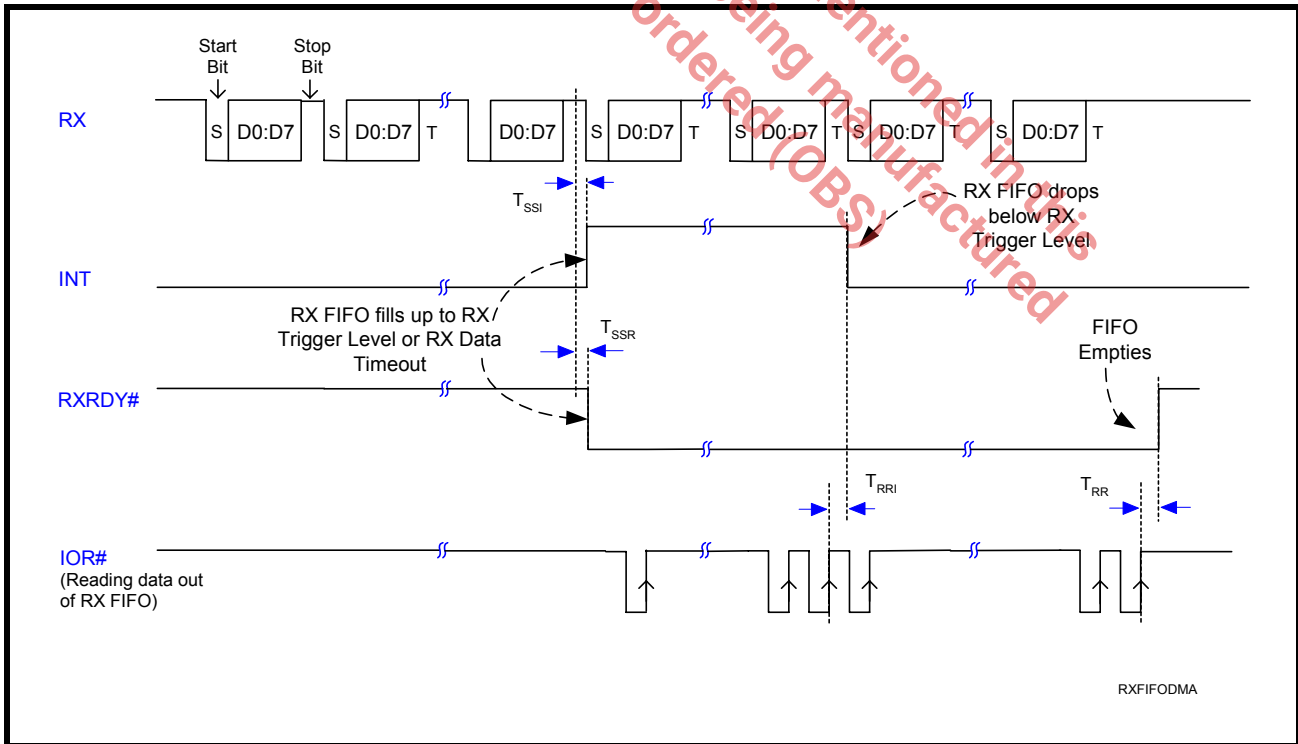 mentioned in this
being manufactured
ordered (OBS)
Start
Bit
Stop
Bit
RX
S D0:D7 S D0:D7 T D0:D7 S D0:D7 T S D0:D7 T S D0:D7 T S D0:D7 T
TSSI
RX FIFO drops
below RX
Trigger Level
INT
RX FIFO fills up to RX
Trigger Level or RX Data
Timeout
TSSR
FIFO
Empties
RXRDY#
TRRI
TRR
IOR#
(Reading data out
of RX FIFO)
RXFIFODMA